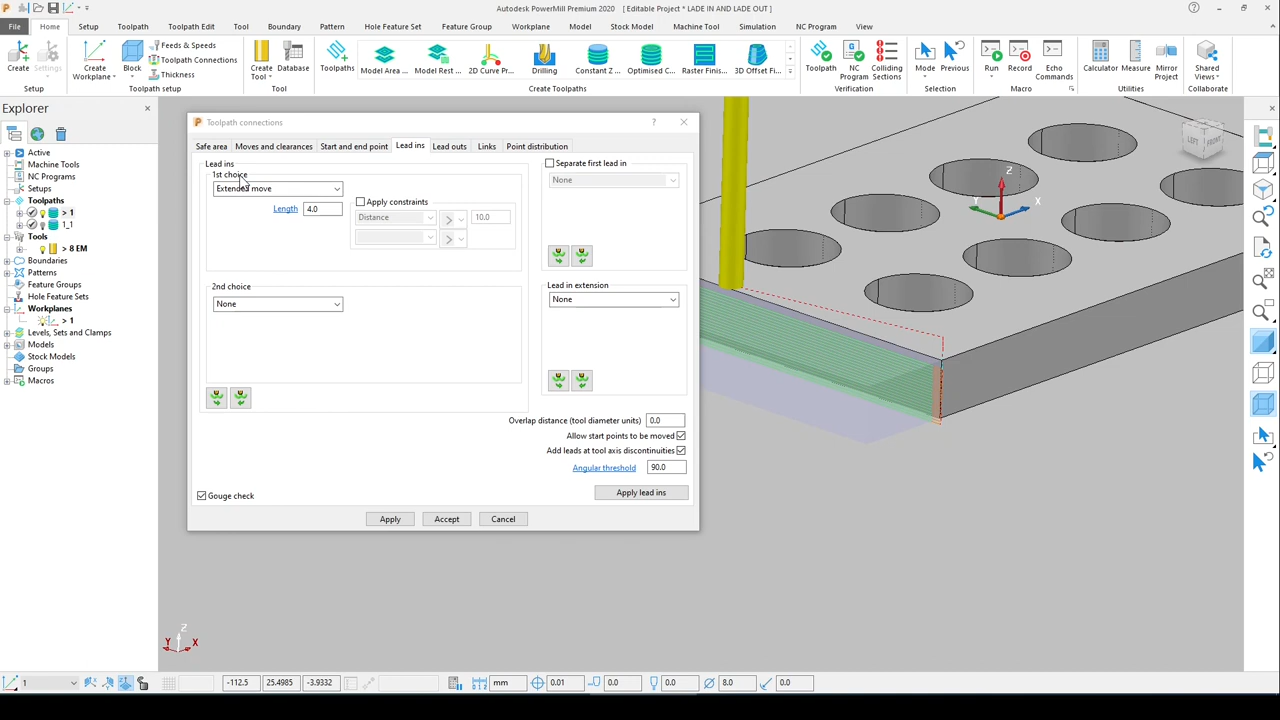 Autodesk PowerMill Premium 2020 [ Editable Project * LADE IN AND LADE OUT ]
File Home Setup Toolpath Toolpath Edit Tool Boundary Pattern Hole Feature Set Feature Group Workplane Model Stock Model Machine Tool Simulation NC Program View
Create
Settings
Setup
Create Workplane
Block
Feeds & Speeds
Toolpath Connections
Thickness
Toolpath setup
Create Tool
Database
Tool
Toolpaths
Model Area ...
Model Rest ...
2D Curve Pr...
Drilling
Constant Z ...
Optimised C...
Raster Finis...
3D Offset Fi...
Create Toolpaths
Toolpath
NC Program
Colliding Sections
Verification
Mode
Previous
Selection
Run
Record
Echo Commands
Macro
Calculator
Measure
Mirror Project
Utilities
Shared Views
Collaborate
Explorer
Active
Machine Tools
NC Programs
Setups
Toolpaths
> 1
1_1
Tools
> 8 EM
Boundaries
Patterns
Feature Groups
Hole Feature Sets
Workplanes
> 1
Levels, Sets and Clamps
Models
Stock Models
Groups
Macros
Toolpath connections
Safe area Moves and clearances Start and end point Lead ins Lead outs Links Point distribution
Lead ins
1st choice
Extended move
Length 4.0
Apply constraints
Distance > 10.0
>
2nd choice
None
Separate first lead in
None
Lead in extension
None
Overlap distance (tool diameter units) 0.0
Allow start points to be moved
Add leads at tool axis discontinuities
Angular threshold 90.0
Apply lead ins
Gouge check
Apply Accept Cancel
Z
Y
X
LEFT
FRONT
Z
Y X
1 -112.5 25.4985 -3.9332 mm 0.01 0.0 0.0 8.0 0.0